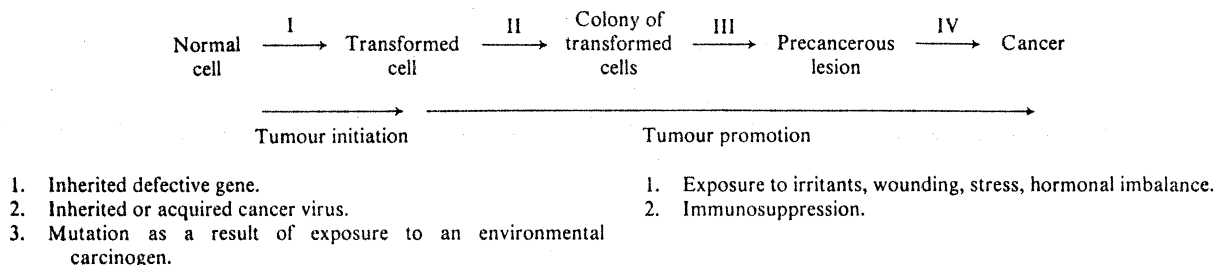 I
II
III
IV
Normal cell
Transformed cell
Colony of transformed cells
Precancerous lesion
Cancer
Tumour initiation
Tumour promotion
1. Inherited defective gene.
2. Inherited or acquired cancer virus.
3. Mutation as a result of exposure to an environmental
carcinogen.
1. Exposure to irritants, wounding, stress, hormonal imbalance.
2. Immunosuppression.